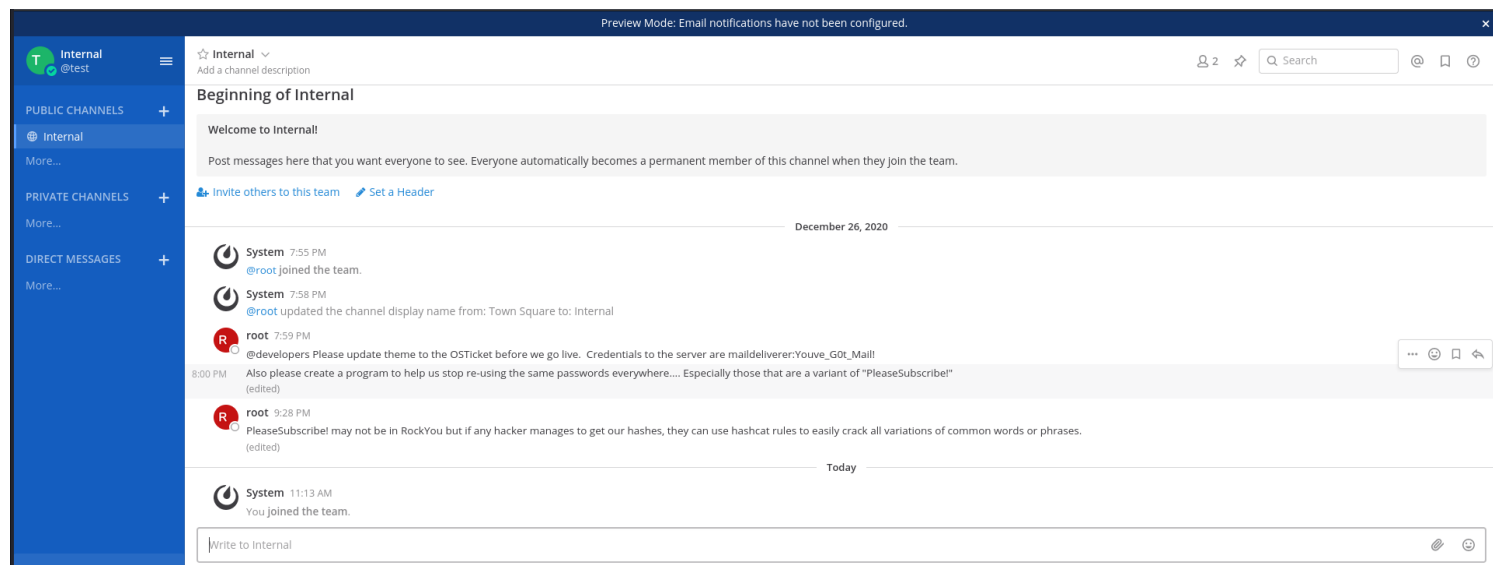 Preview Mode: Email notifications have not been configured.
T
Internal
@test
PUBLIC CHANNELS
Internal
More...
PRIVATE CHANNELS
More...
DIRECT MESSAGES
More...
Internal
Add a channel description
2
Search
Beginning of Internal
Welcome to Internal!
Post messages here that you want everyone to see. Everyone automatically becomes a permanent member of this channel when they join the team.
Invite others to this team Set a Header
December 26, 2020
System 7:55 PM
@root joined the team.
System 7:58 PM
@root updated the channel display name from: Town Square to: Internal
R
root 7:59 PM
@developers Please update theme to the OSTicket before we go live. Credentials to the server are maildeliverer:Youve_G0t_Mail!
8:00 PM Also please create a program to help us stop re-using the same passwords everywhere.... Especially those that are a variant of "PleaseSubscribe!"
(edited)
R
root 9:28 PM
PleaseSubscribe! may not be in RockYou but if any hacker manages to get our hashes, they can use hashcat rules to easily crack all variations of common words or phrases.
(edited)
Today
System 11:13 AM
You joined the team.
Write to Internal